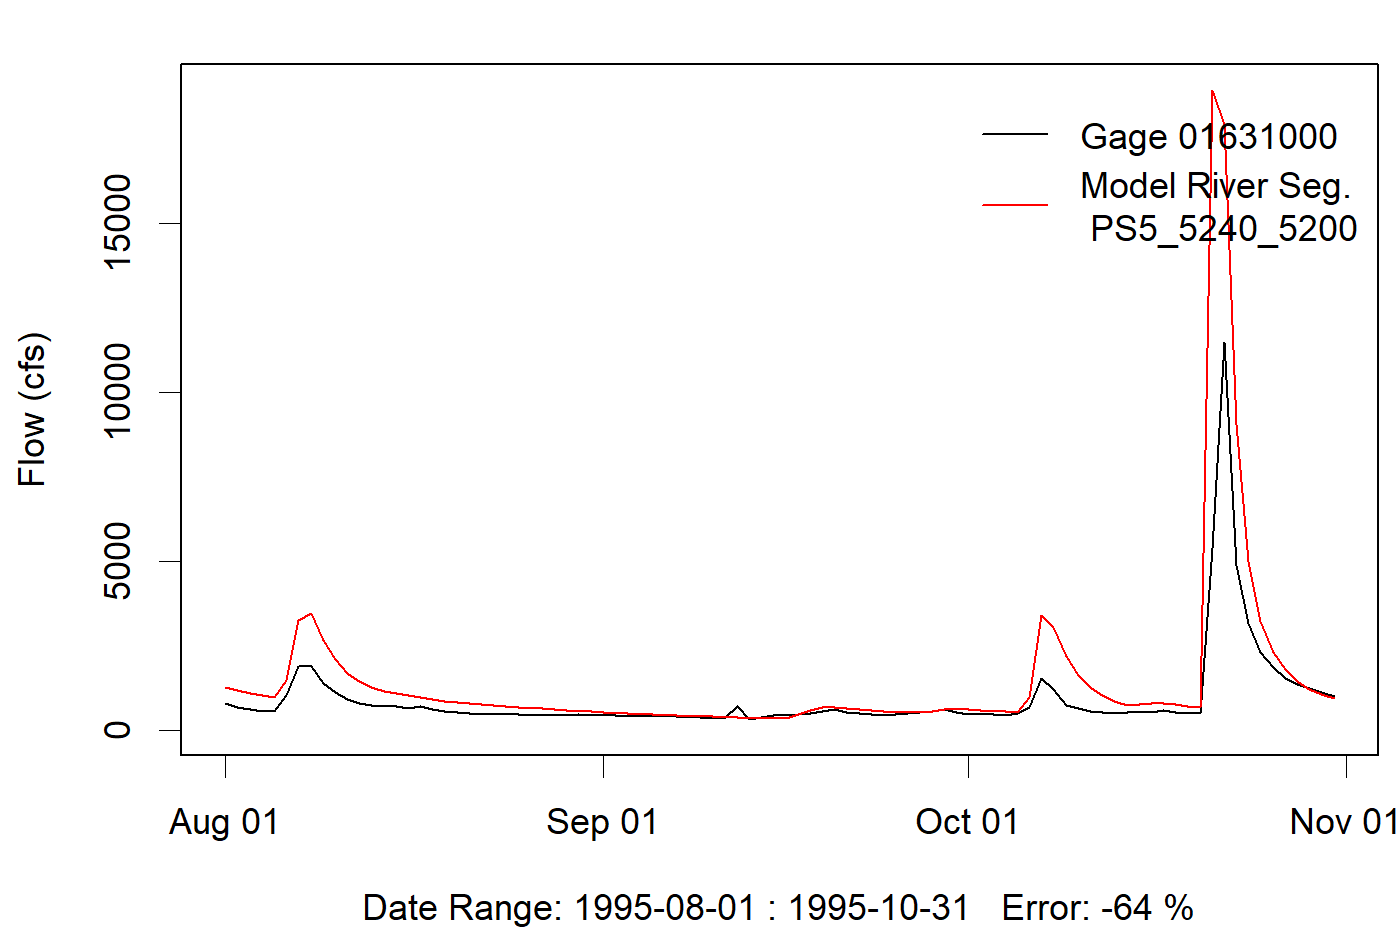 Gage 01631000
Model River Seg.
PS5_5240_5200
Flow (cfs)
15000
10000
5000
0
Aug 01
Sep 01
Oct 01
Nov 01
Date Range: 1995-08-01 : 1995-10-31 Error: -64 %